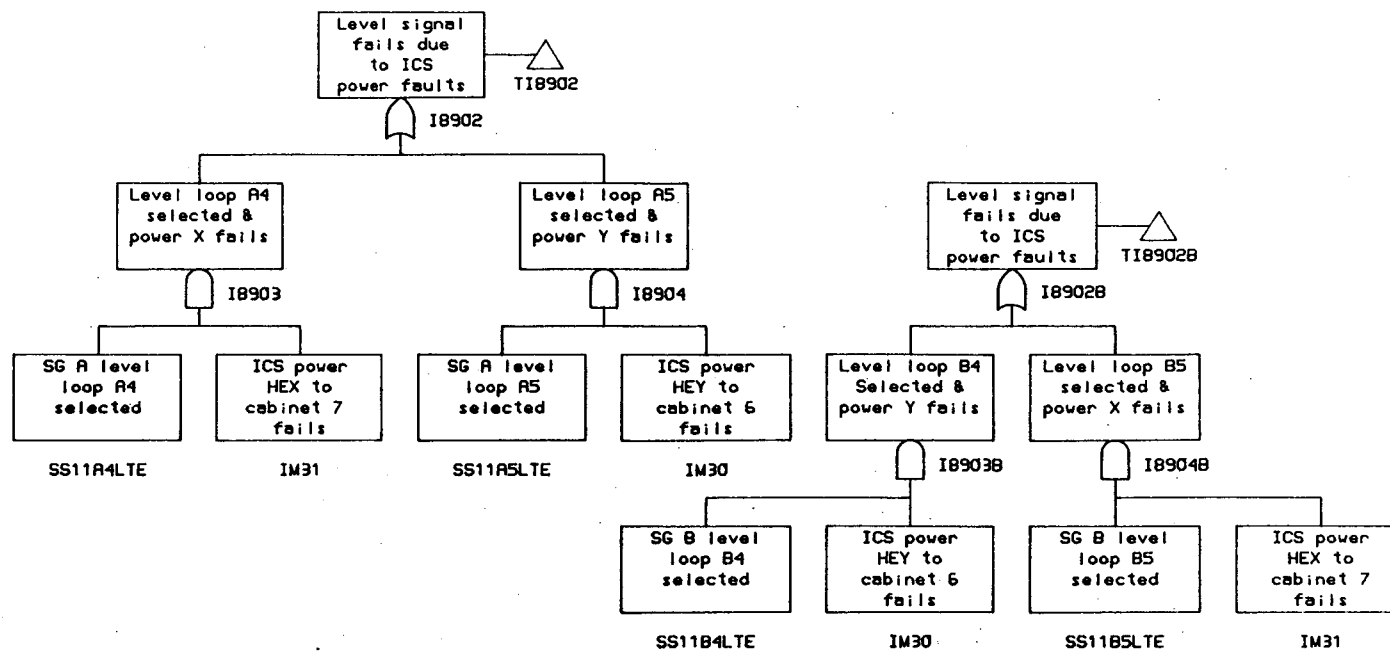 Level signal
fails due
to ICS
power faults
TI8902
I8902
Level loop A4
selected &
power X fails
I8903
Level loop A5
selected &
power Y fails
I8904
SG A level
loop A4
selected
SS11A4LTE
ICS power
HEX to
cabinet 7
fails
IM31
SG A level
loop A5
selected
SS11A5LTE
ICS power
HEY to
cabinet 6
fails
IM30
Level signal
fails due
to ICS
power faults
TI8902B
I8902B
Level loop B4
Selected &
power Y fails
I8903B
Level loop B5
selected &
power X fails
I8904B
SG B level
loop B4
selected
SS11B4LTE
ICS power
HEY to
cabinet 6
fails
IM30
SG B level
loop B5
selected
SS11B5LTE
ICS power
HEX to
cabinet 7
fails
IM31